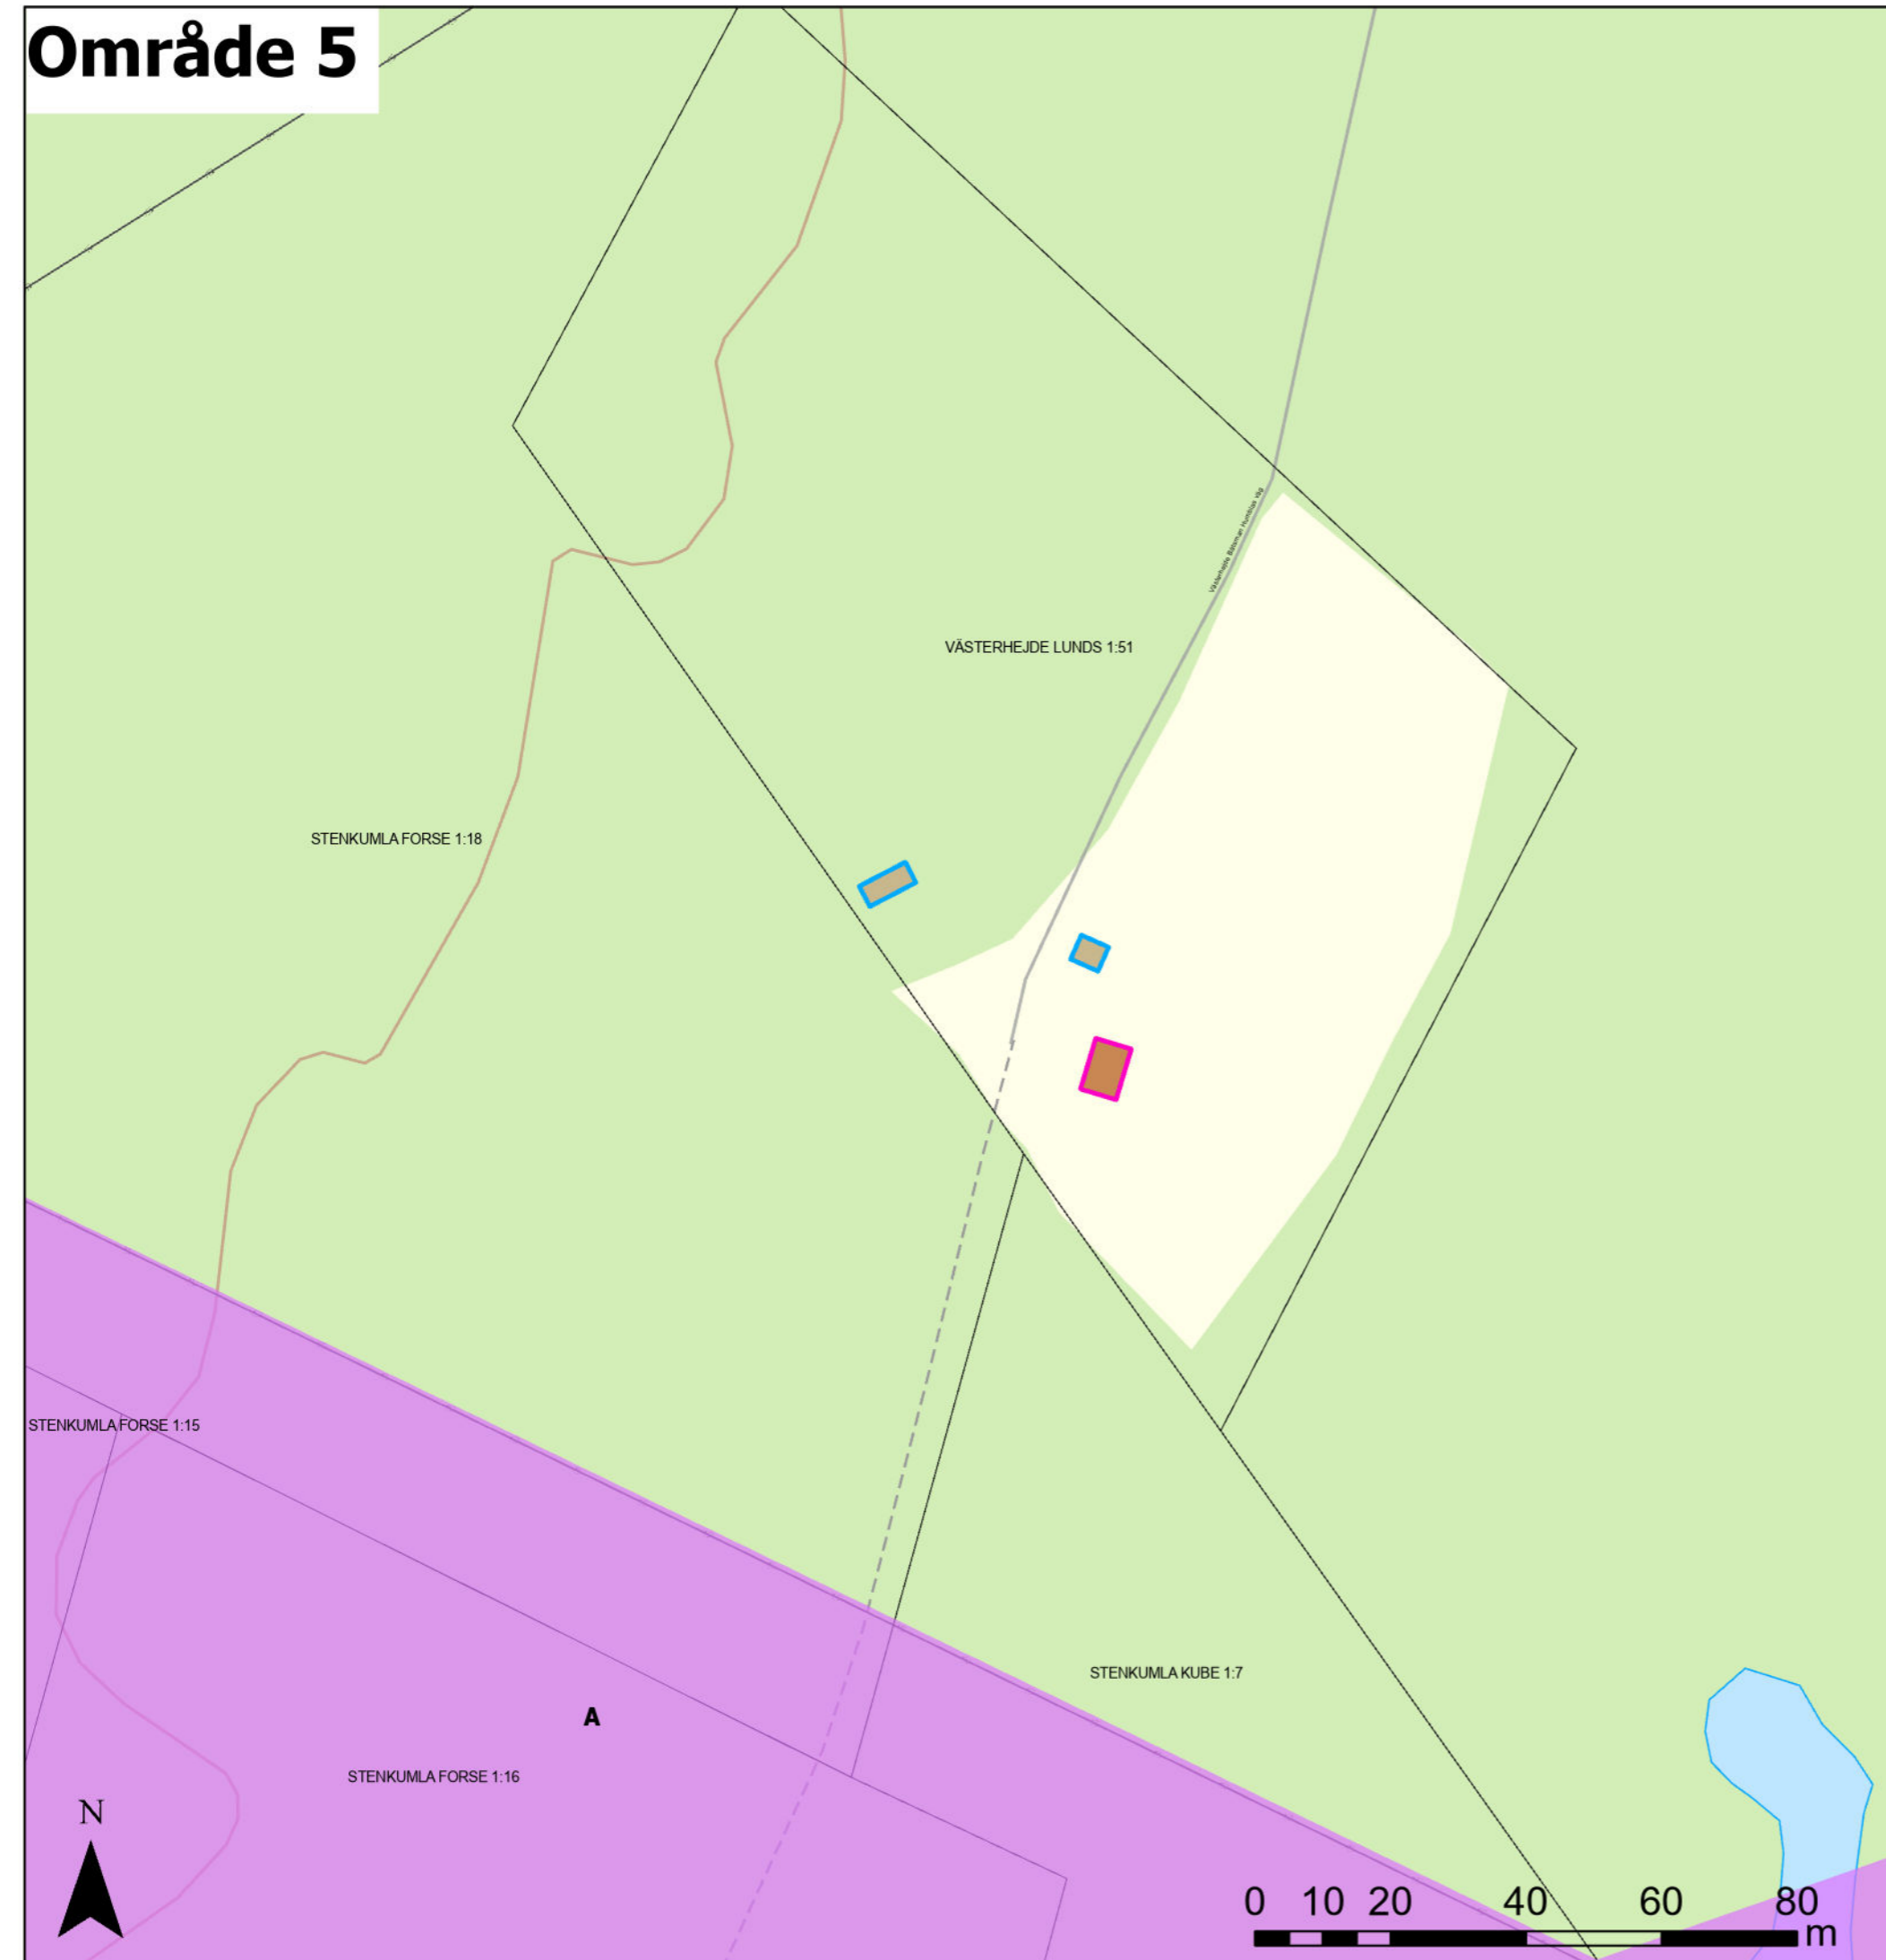 Område 5
VÄSTERHEJDE LUNDS 1:51
STENKUMLA FORSE 1:18
STENKUMLA FORSE 1:15
STENKUMLA KUBE 1:7
A
STENKUMLA FORSE 1:16
N
0 10 20 40 60 80
m